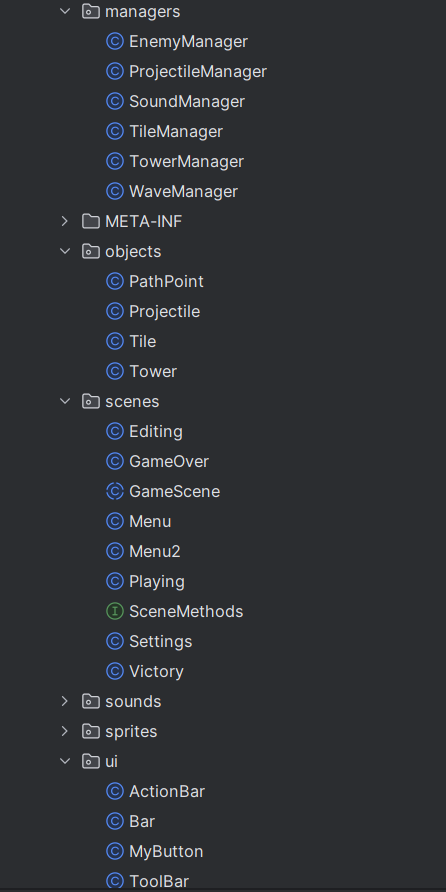 managers
EnemyManager
ProjectileManager
SoundManager
TileManager
TowerManager
WaveManager
META-INF
objects
PathPoint
Projectile
Tile
Tower
scenes
Editing
GameOver
GameScene
Menu
Menu2
Playing
SceneMethods
Settings
Victory
sounds
sprites
ui
ActionBar
Bar
MyButton
ToolBar